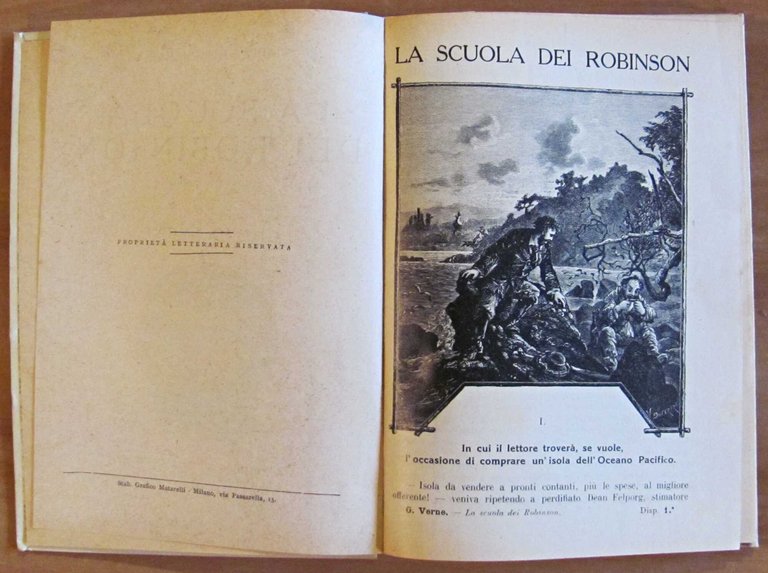 PROPRIETÀ LETTERARIA RISERVATA
Stab. Grafico Matarelli - Milano, via Passarella, 15.
LA SCUOLA DEI ROBINSON
I.
In cui il lettore troverà, se vuole,
l'occasione di comprare un'isola dell'Oceano Pacifico.
— Isola da vendere a pronti contanti, più le spese, al migliore
offerente! — veniva ripetendo a perdifiato Dean Felporg, stimatore
G. Verne. — La scuola dei Robinson. Disp. 1.ª